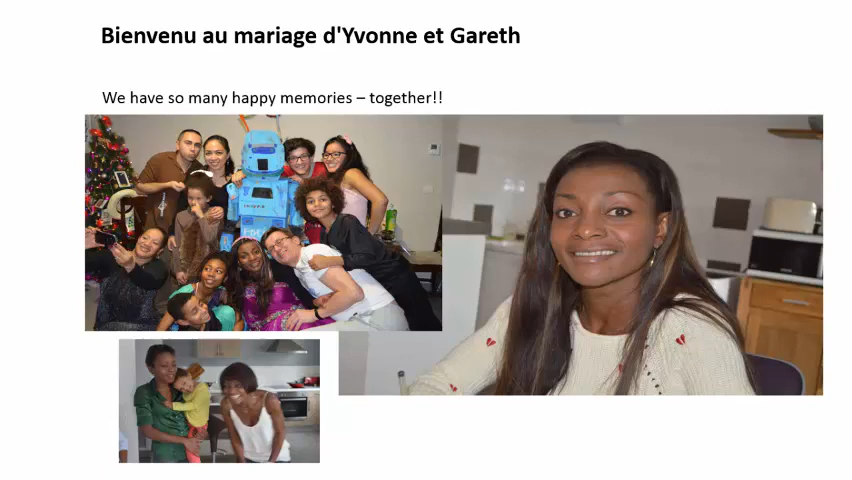 Bienvenu au mariage d'Yvonne et Gareth
We have so many happy memories – together!!